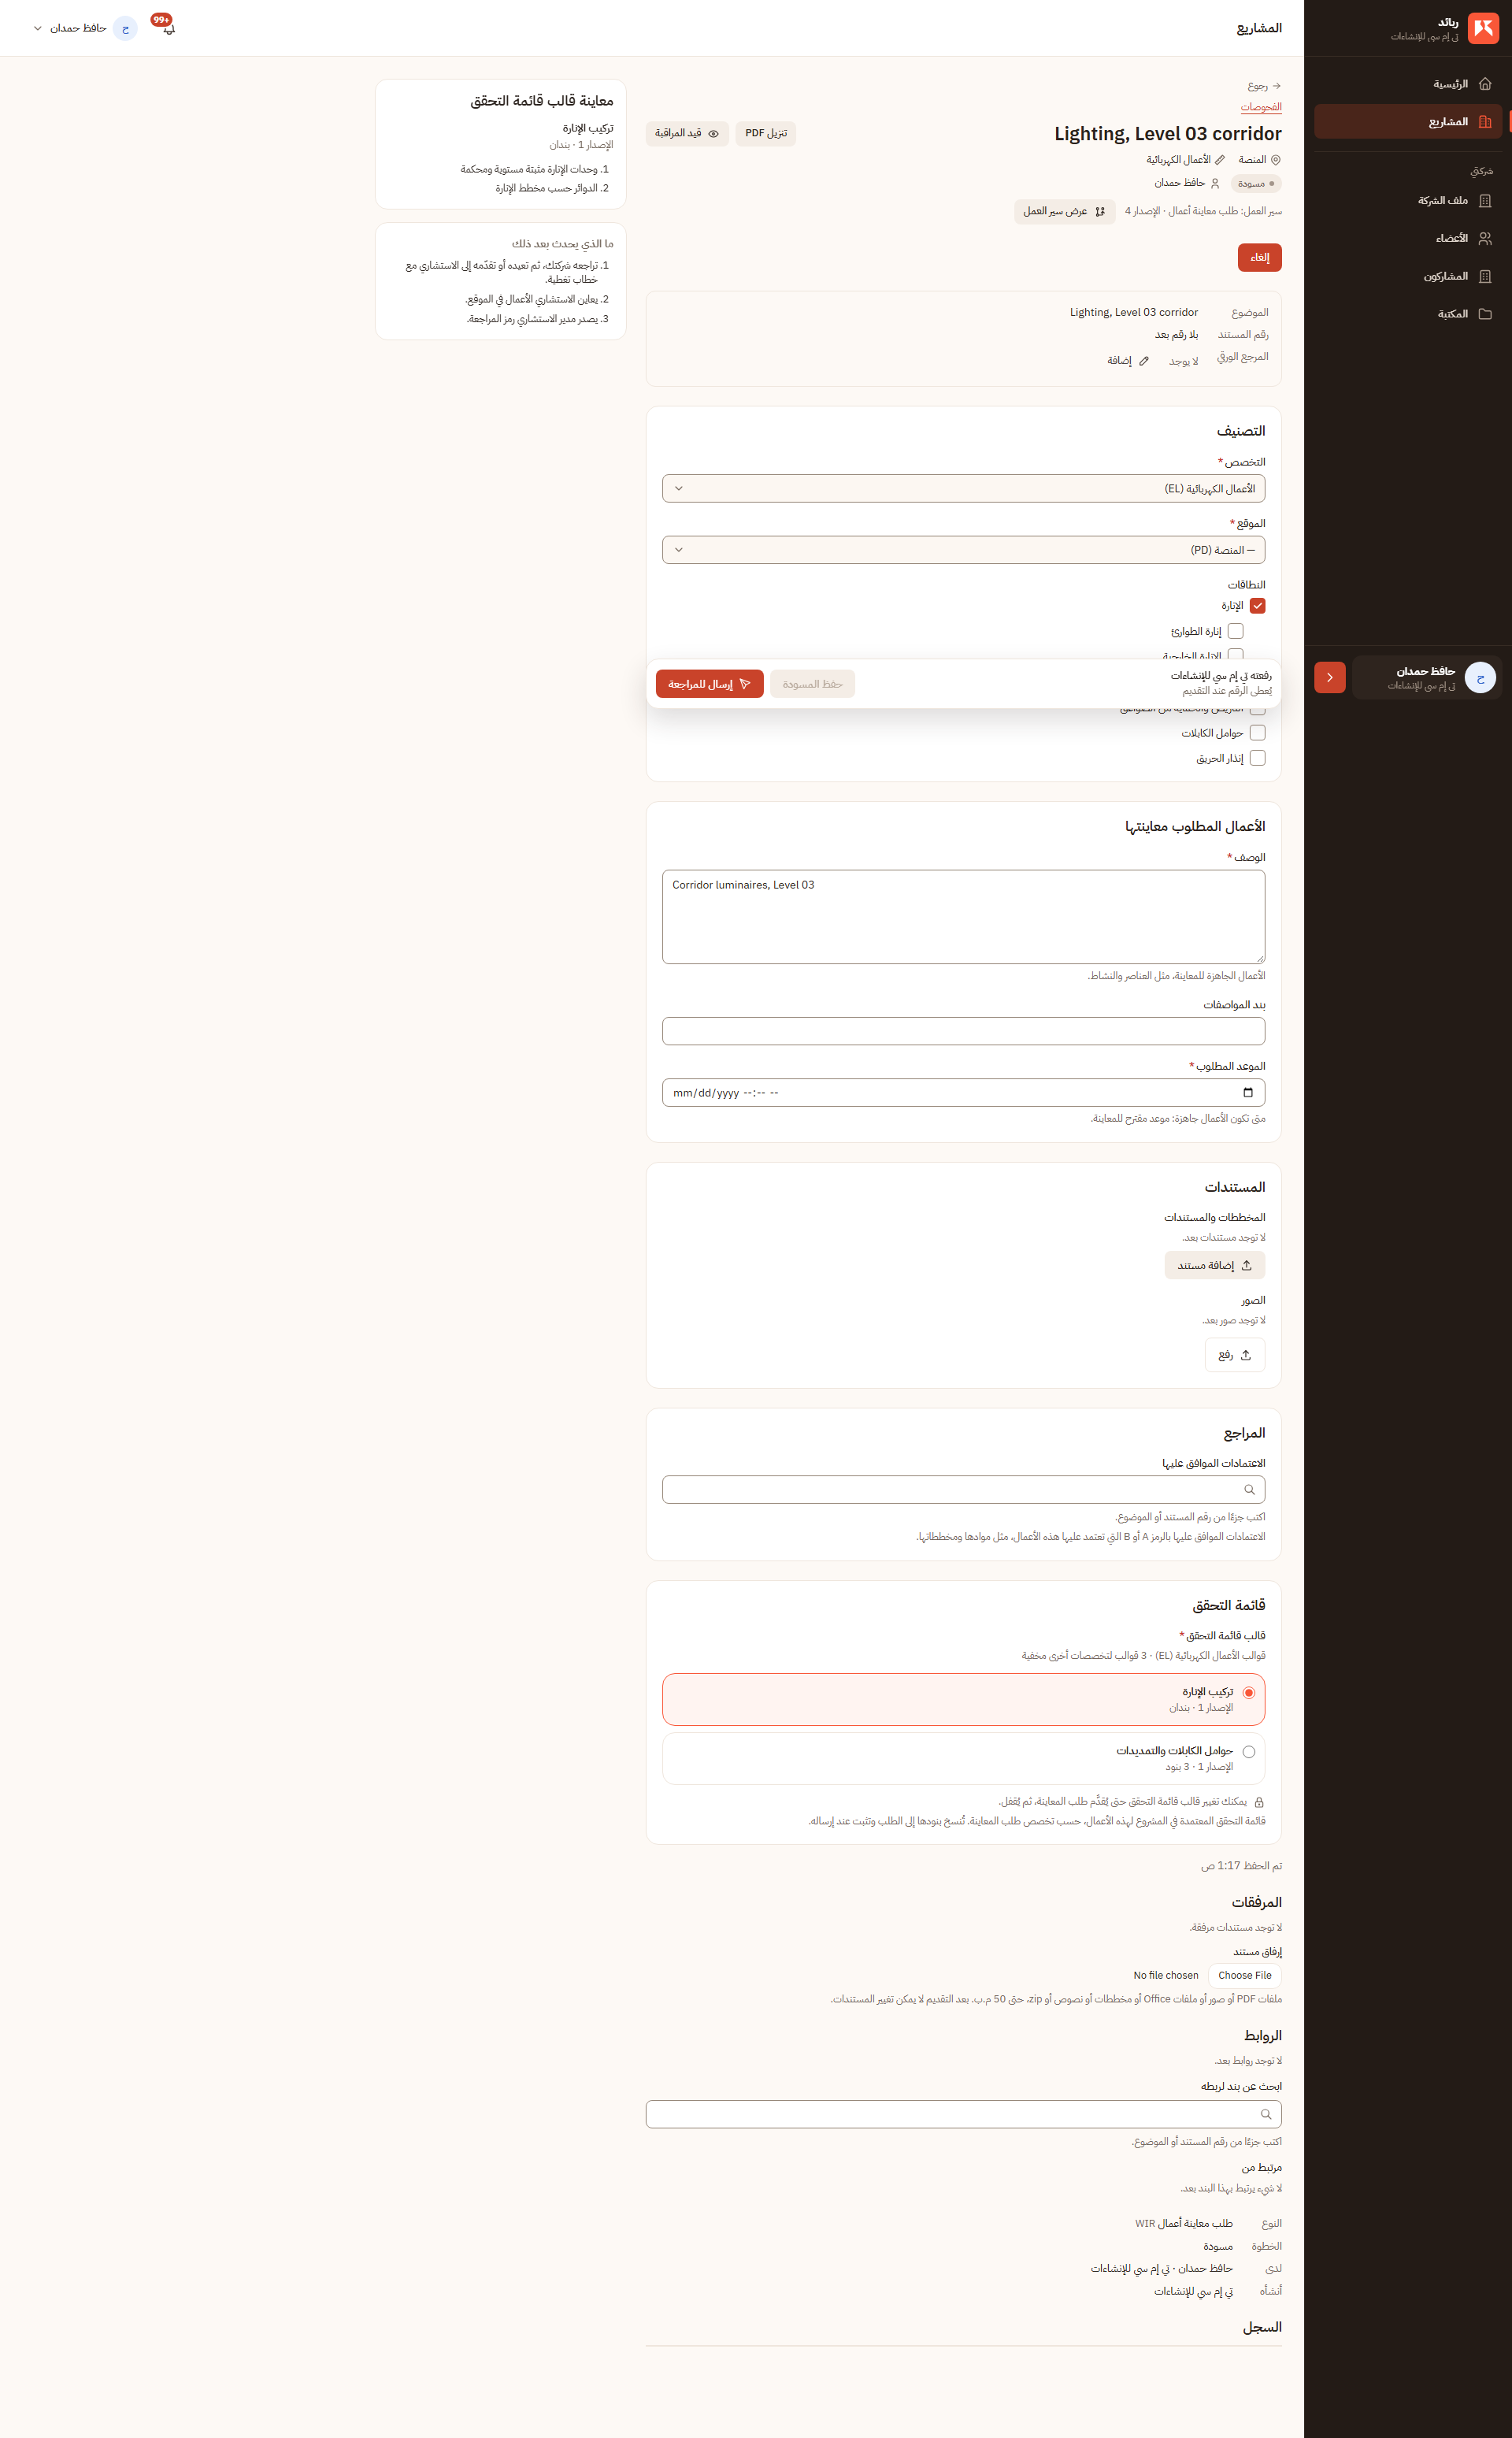 ربائد
تي إم سي للإنشاءات
الرئيسية
المشاريع
شركتي
ملف الشركة
الأعضاء
المشاركون
المكتبة
حافظ حمدان
تي إم سي للإنشاءات
ح
المشاريع
99+
ح
حافظ حمدان
رجوع
الفحوصات
Lighting, Level 03 corridor
تنزيل PDF
قيد المراقبة
المنصة
الأعمال الكهربائية
مسودة
حافظ حمدان
سير العمل: طلب معاينة أعمال · الإصدار 4
عرض سير العمل
إلغاء
الموضوع
Lighting, Level 03 corridor
رقم المستند
بلا رقم بعد
المرجع الورقي
لا يوجد
إضافة
التصنيف
التخصص *
الأعمال الكهربائية (EL)
الموقع *
— المنصة (PD)
النطاقات
الإنارة
إنارة الطوارئ
الإنارة الخارجية
رفعته تي إم سي للإنشاءات
يُعطى الرقم عند التقديم
حفظ المسودة
إرسال للمراجعة
حوامل الكابلات
إنذار الحريق
الأعمال المطلوب معاينتها
الوصف *
Corridor luminaires, Level 03
الأعمال الجاهزة للمعاينة، مثل العناصر والنشاط.
بند المواصفات
الموعد المطلوب *
mm/dd/yyyy --:-- --
متى تكون الأعمال جاهزة: موعد مقترح للمعاينة.
المستندات
المخططات والمستندات
لا توجد مستندات بعد.
إضافة مستند
الصور
لا توجد صور بعد.
رفع
المراجع
الاعتمادات الموافق عليها
اكتب جزءًا من رقم المستند أو الموضوع.
الاعتمادات الموافق عليها بالرمز A أو B التي تعتمد عليها هذه الأعمال، مثل موادها ومخططاتها.
قائمة التحقق
قالب قائمة التحقق *
قوالب الأعمال الكهربائية (EL) · 3 قوالب لتخصصات أخرى مخفية
تركيب الإنارة
الإصدار 1 · بندان
حوامل الكابلات والتمديدات
الإصدار 1 · 3 بنود
يمكنك تغيير قالب قائمة التحقق حتى يُقدَّم طلب المعاينة، ثم يُقفل.
قائمة التحقق المعتمدة في المشروع لهذه الأعمال، حسب تخصص طلب المعاينة. تُنسخ بنودها إلى الطلب وتثبت عند إرساله.
تم الحفظ 1:17 ص
المرفقات
لا توجد مستندات مرفقة.
إرفاق مستند
Choose File
No file chosen
ملفات PDF أو صور أو ملفات Office أو مخططات أو نصوص أو zip، حتى 50 م.ب. بعد التقديم لا يمكن تغيير المستندات.
الروابط
لا توجد روابط بعد.
ابحث عن بند لربطه
اكتب جزءًا من رقم المستند أو الموضوع.
مرتبط من
لا شيء يرتبط بهذا البند بعد.
النوع
طلب معاينة أعمال WIR
الخطوة
مسودة
لدى
حافظ حمدان · تي إم سي للإنشاءات
أنشأه
تي إم سي للإنشاءات
السجل
معاينة قالب قائمة التحقق
تركيب الإنارة
الإصدار 1 · بندان
1. وحدات الإنارة مثبتة مستوية ومحكمة
2. الدوائر حسب مخطط الإنارة
ما الذي يحدث بعد ذلك
1. تراجعه شركتك، ثم تعيده أو تقدّمه إلى الاستشاري مع
خطاب تغطية.
2. يعاين الاستشاري الأعمال في الموقع.
3. يصدر مدير الاستشاري رمز المراجعة.